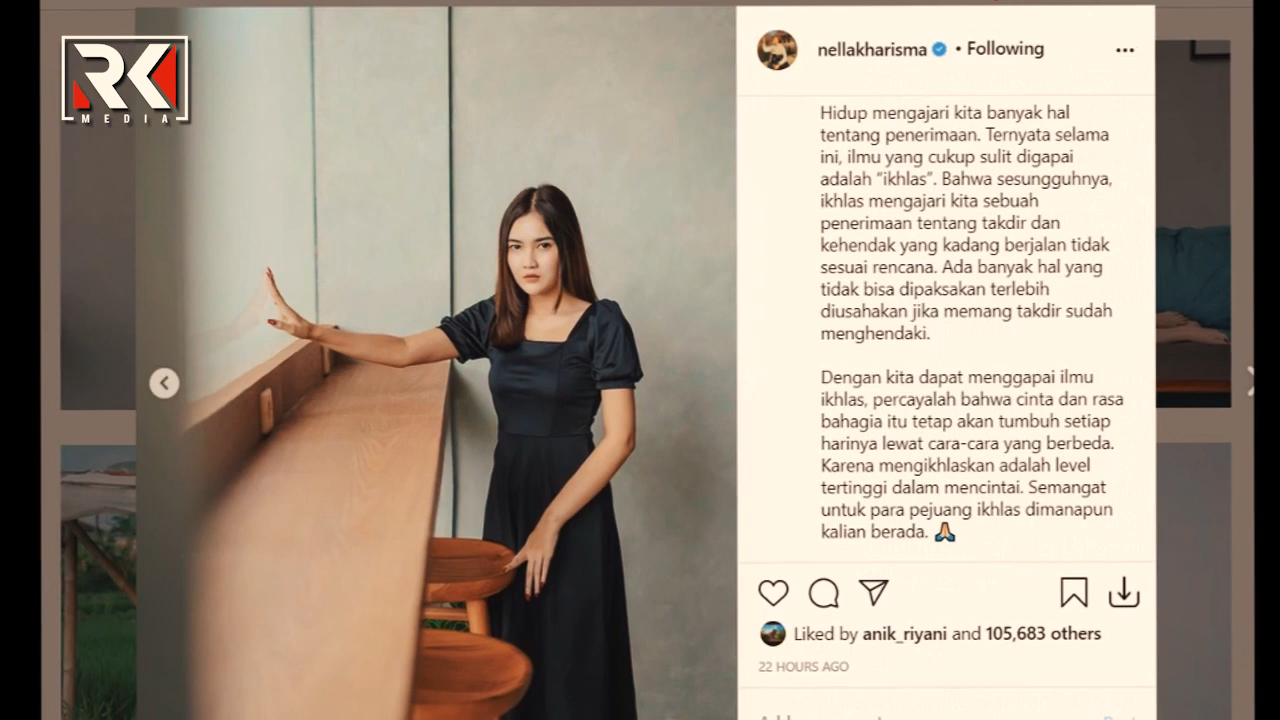 RK
MEDIA
nellakharisma • Following
Hidup mengajari kita banyak hal
tentang penerimaan. Ternyata selama
ini, ilmu yang cukup sulit digapai
adalah “ikhlas”. Bahwa sesungguhnya,
ikhlas mengajari kita sebuah
penerimaan tentang takdir dan
kehendak yang kadang berjalan tidak
sesuai rencana. Ada banyak hal yang
tidak bisa dipaksakan terlebih
diusahakan jika memang takdir sudah
menghendaki.
Dengan kita dapat menggapai ilmu
ikhlas, percayalah bahwa cinta dan rasa
bahagia itu tetap akan tumbuh setiap
harinya lewat cara-cara yang berbeda.
Karena mengikhlaskan adalah level
tertinggi dalam mencintai. Semangat
untuk para pejuang ikhlas dimanapun
kalian berada. 🙏
Liked by anik_riyani and 105,683 others
22 HOURS AGO